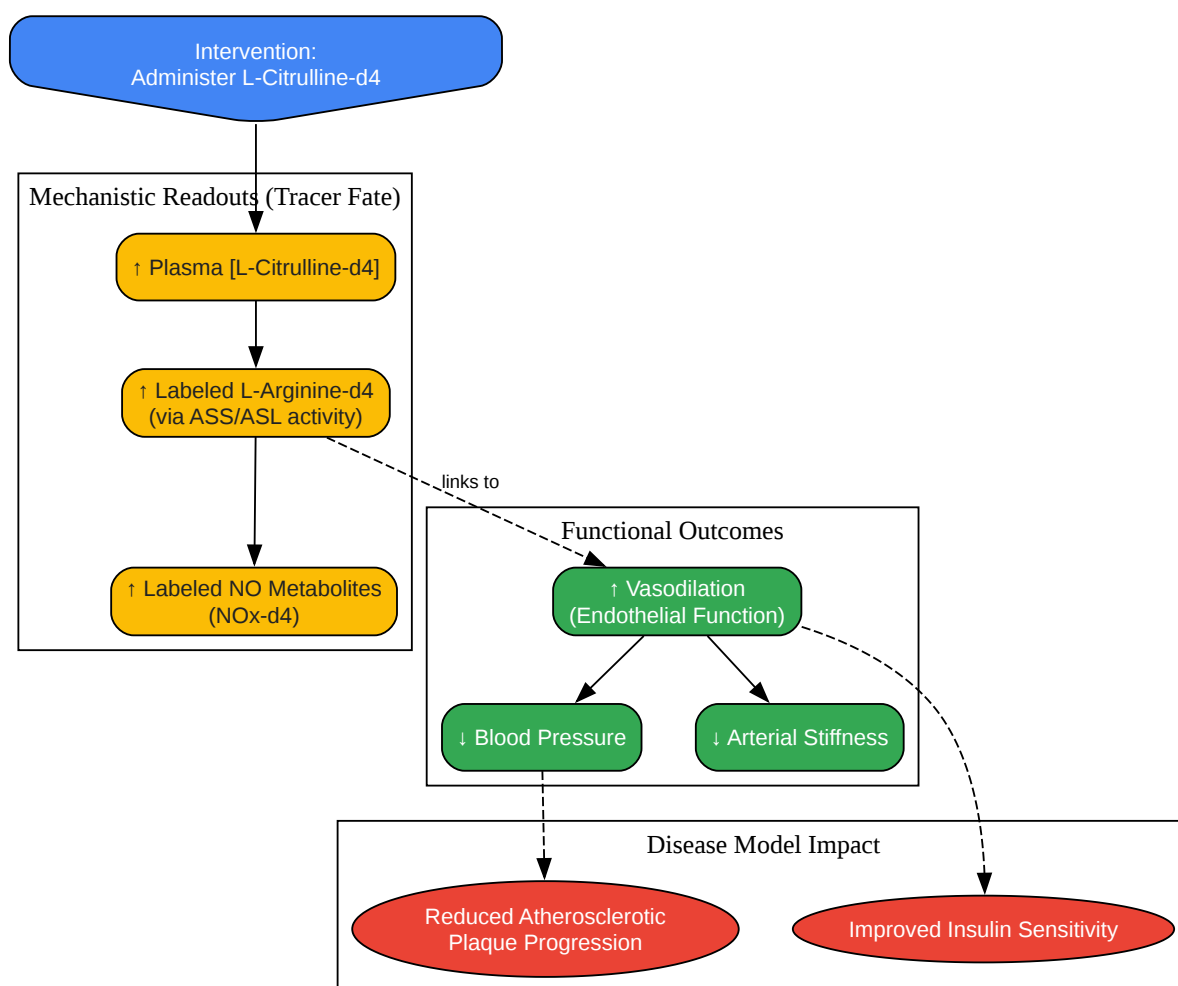 Intervention:
Administer L-Citrulline-d4
Mechanistic Readouts (Tracer Fate)
↑ Plasma [L-Citrulline-d4]
↑ Labeled L-Arginine-d4
(via ASS/ASL activity)
links to
↑ Labeled NO Metabolites
(NOx-d4)
Functional Outcomes
↑ Vasodilation
(Endothelial Function)
↓ Blood Pressure
↓ Arterial Stiffness
Disease Model Impact
Reduced Atherosclerotic
Plaque Progression
Improved Insulin Sensitivity